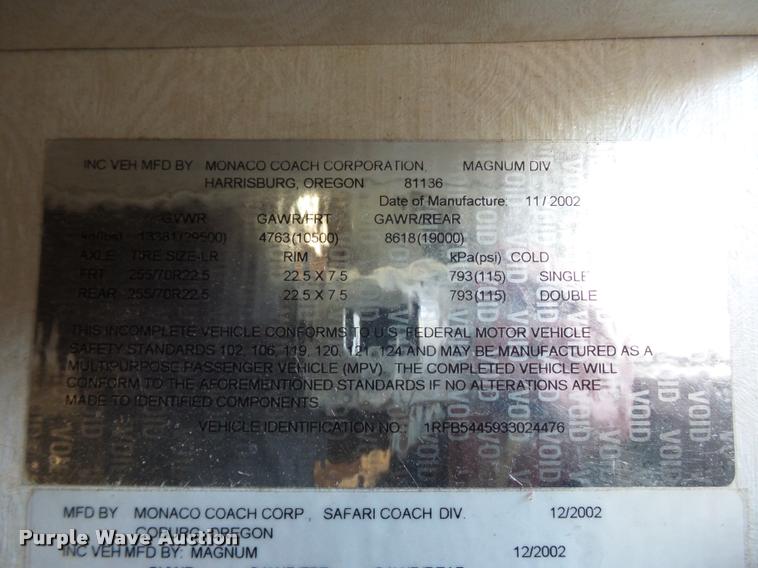 INC VEH MFD BY MONACO COACH CORPORATION, MAGNUM DIV
HARRISBURG, OREGON 81136
Date of Manufacture: 11/2002
GVWR GAWR/FRT GAWR/REAR
kg(lbs) 13381(29500) 4763(10500) 8618(19000)
AXLE TIRE SIZE-LR RIM kPa(psi) COLD
FRT 255/70R22.5 22.5 X 7.5 793(115) SINGLE
REAR 255/70R22.5 22.5 X 7.5 793(115) DOUBLE
THIS INCOMPLETE VEHICLE CONFORMS TO U.S. FEDERAL MOTOR VEHICLE
SAFETY STANDARDS 102, 106, 119, 120, 121, 124 AND MAY BE MANUFACTURED AS A
MULTIPURPOSE PASSENGER VEHICLE (MPV). THE COMPLETED VEHICLE WILL
CONFORM TO THE AFOREMENTIONED STANDARDS IF NO ALTERATIONS ARE
MADE TO IDENTIFIED COMPONENTS
VEHICLE IDENTIFICATION NO.: 1RFB5445933024476
VOID VOID VOID VOID
MFD BY MONACO COACH CORP, SAFARI COACH DIV. 12/2002
COBURG, OREGON
INC VEH MFD BY: MAGNUM 12/2002
Purple Wave Auction